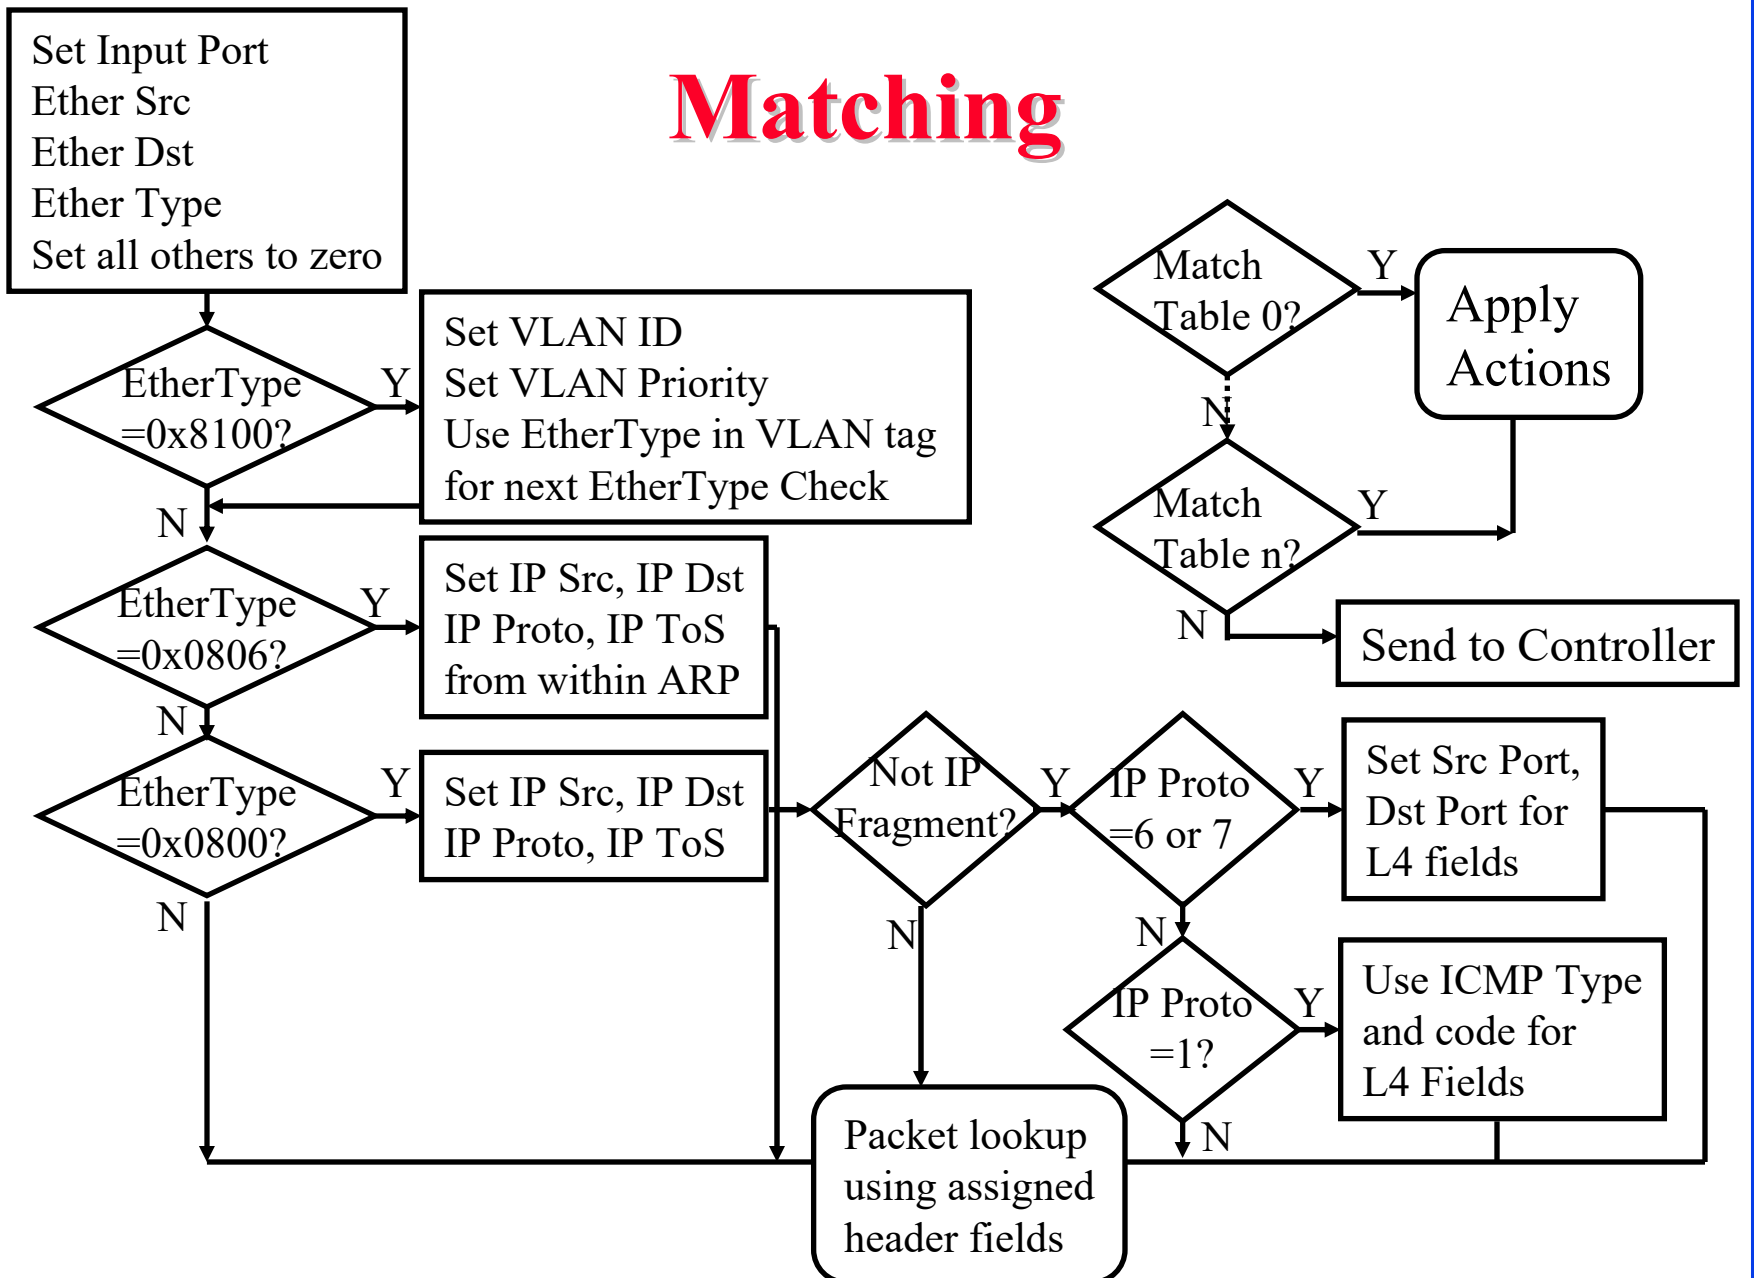 Matching
Set Input Port
Ether Src
Ether Dst
Ether Type
Set all others to zero
EtherType
=0x8100?
Y
N
Set VLAN ID
Set VLAN Priority
Use EtherType in VLAN tag
for next EtherType Check
EtherType
=0x0806?
Y
N
Set IP Src, IP Dst
IP Proto, IP ToS
from within ARP
EtherType
=0x0800?
Y
N
Set IP Src, IP Dst
IP Proto, IP ToS
Not IP
Fragment?
Y
N
IP Proto
=6 or 7
Y
N
Set Src Port,
Dst Port for
L4 fields
IP Proto
=1?
Y
N
Use ICMP Type
and code for
L4 Fields
Packet lookup
using assigned
header fields
Match
Table 0?
Y
N
Apply
Actions
Match
Table n?
Y
N
Send to Controller